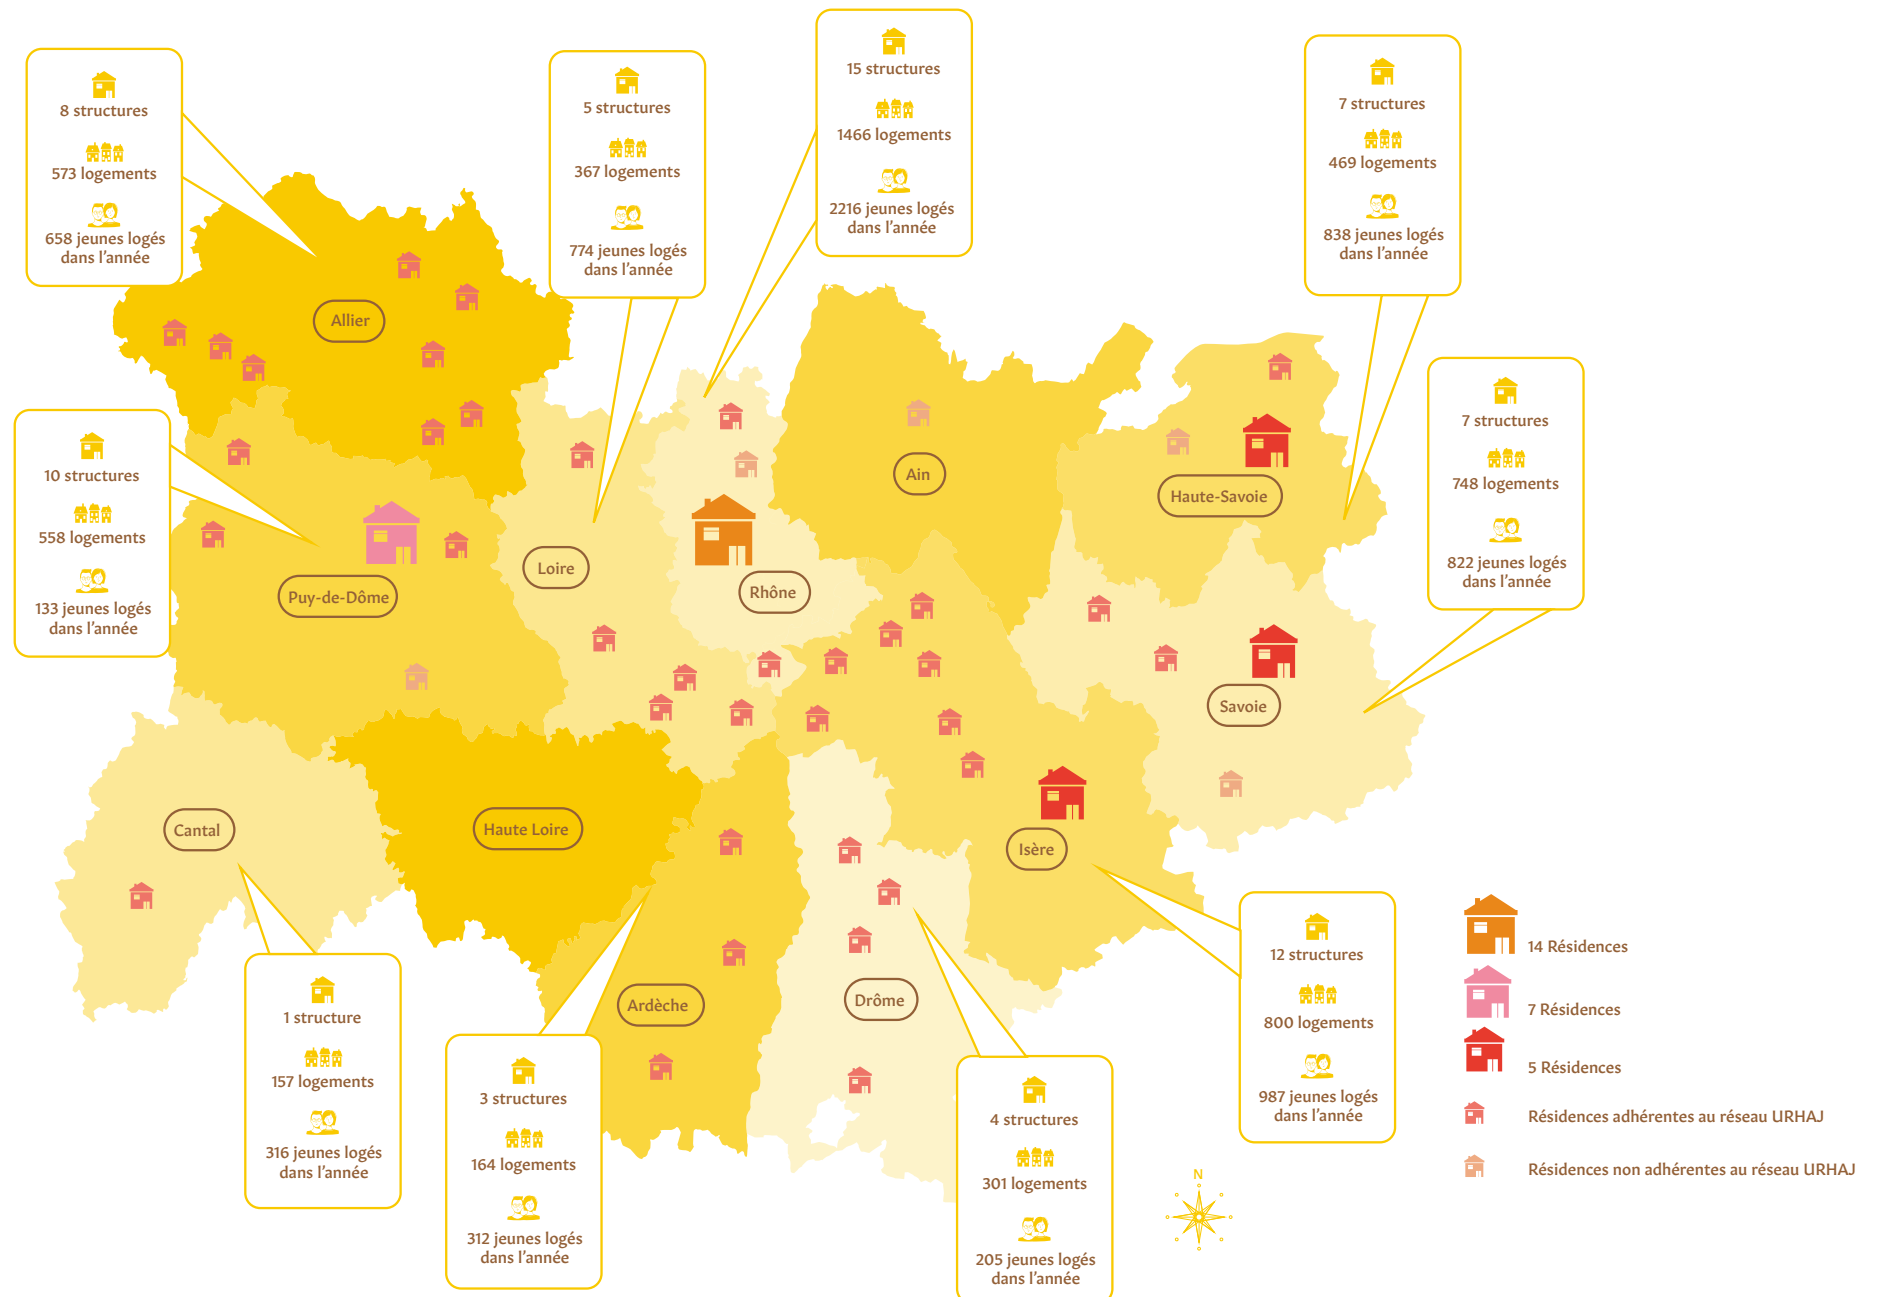 8 structures
573 logements
658 jeunes logés
dans l'année
5 structures
367 logements
774 jeunes logés
dans l'année
15 structures
1466 logements
2216 jeunes logés
dans l'année
7 structures
469 logements
838 jeunes logés
dans l'année
7 structures
748 logements
822 jeunes logés
dans l'année
10 structures
558 logements
133 jeunes logés
dans l'année
Allier
Ain
Haute-Savoie
Loire
Puy-de-Dôme
Rhône
Savoie
Cantal
Haute Loire
Isère
Ardèche
Drôme
1 structure
157 logements
316 jeunes logés
dans l'année
3 structures
164 logements
312 jeunes logés
dans l'année
4 structures
301 logements
205 jeunes logés
dans l'année
12 structures
800 logements
987 jeunes logés
dans l'année
N
14 Résidences
7 Résidences
5 Résidences
Résidences adhérentes au réseau URHAJ
Résidences non adhérentes au réseau URHAJ